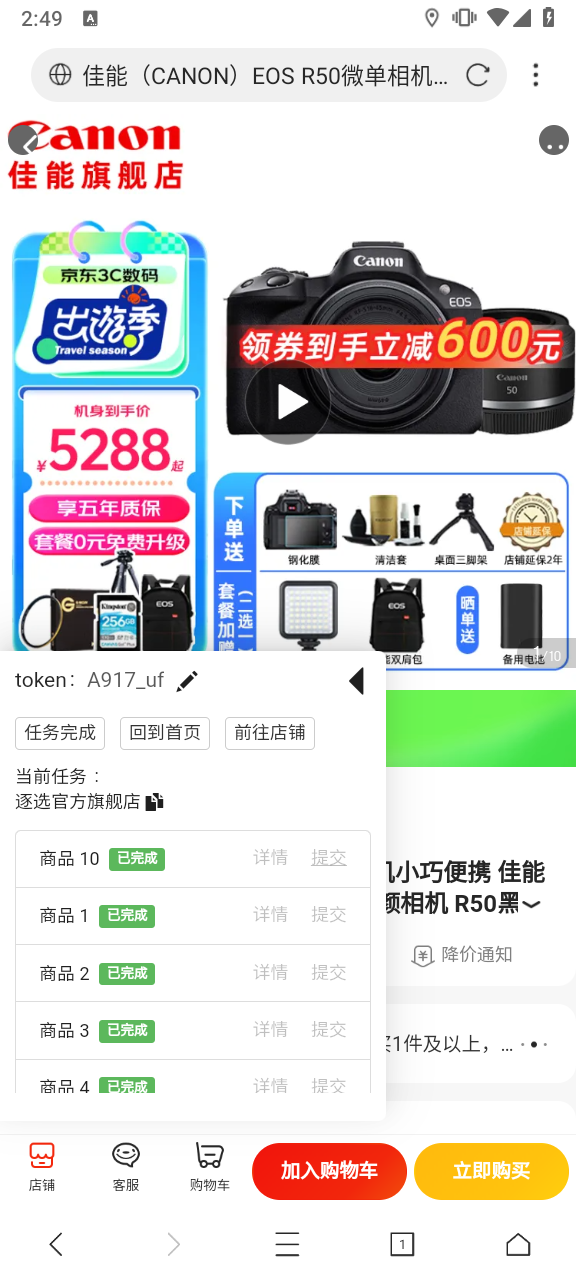 2:49
A
佳能（CANON）EOS R50微单相机...
Canon
佳能旗舰店
京东3C数码
出游季
Travel season
机身到手价
¥5288起
享五年质保
套餐0元免费升级
Canon
EOS
领券到手立减600元
Canon
50
下单送
钢化膜
清洁套
桌面三脚架
店铺延保
店铺延保2年
套餐加赠
(二选一)
EOS
晒单送
双肩包
备用电池
1/10
Kingston
256GB
EOS
token： A917_uf
任务完成
回到首页
前往店铺
当前任务：
逐选官方旗舰店
商品 10 已完成 详情 提交
商品 1 已完成 详情 提交
商品 2 已完成 详情 提交
商品 3 已完成 详情 提交
商品 4 已完成 详情 提交
机小巧便携 佳能
频相机 R50黑
降价通知
买1件及以上，...
店铺
客服
购物车
加入购物车
立即购买
1